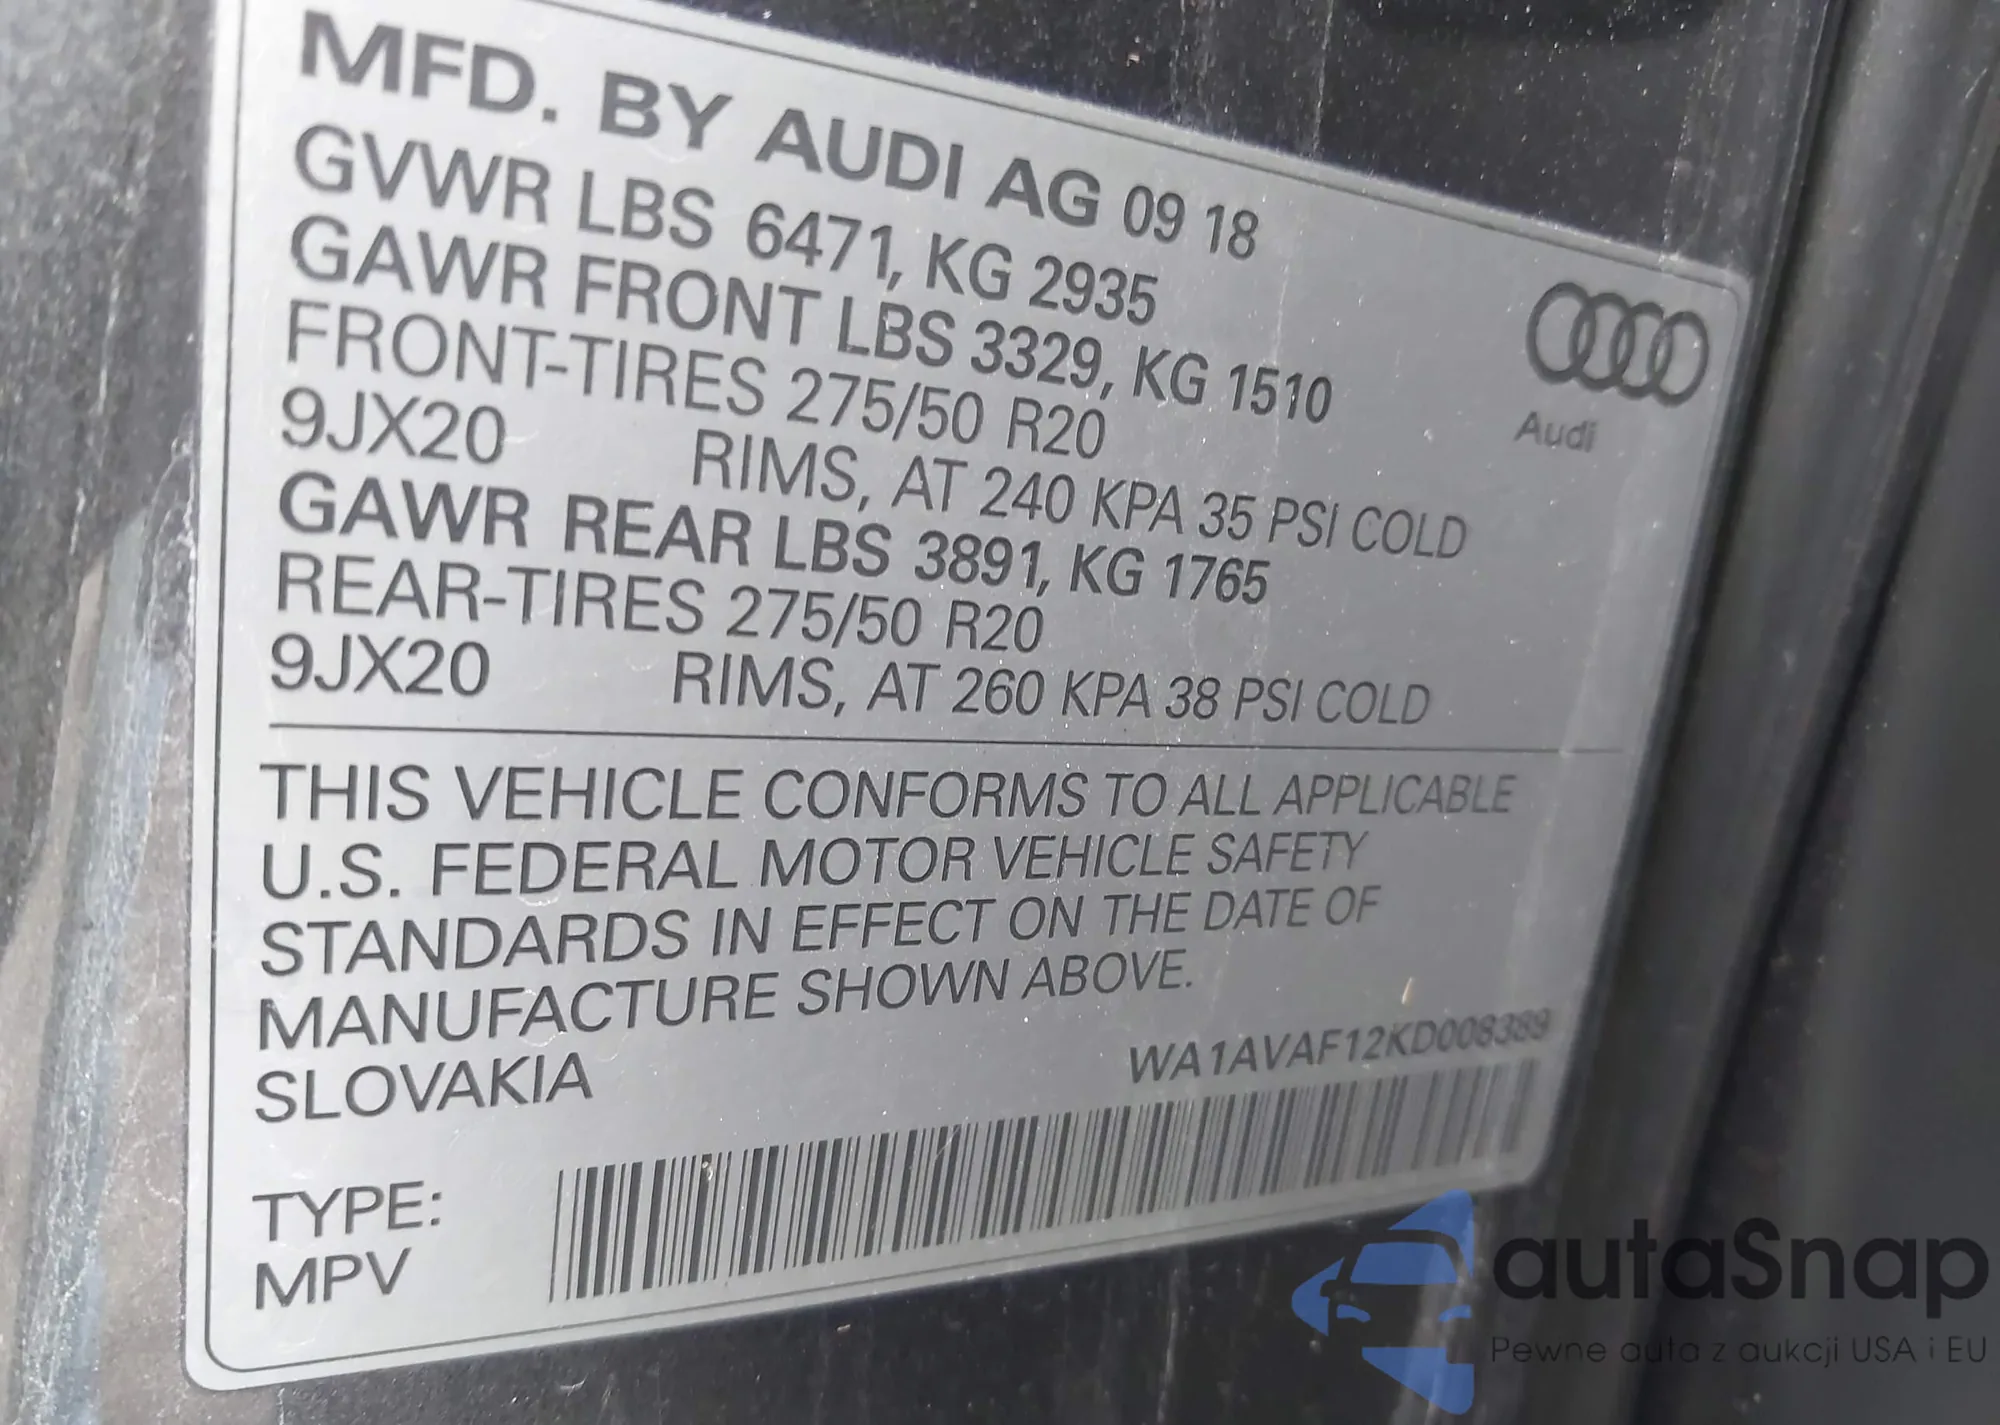 MFD. BY AUDI AG 09 18
GVWR LBS 6471, KG 2935
GAWR FRONT LBS 3329, KG 1510
FRONT-TIRES 275/50 R20
9JX20 RIMS, AT 240 KPA 35 PSI COLD
GAWR REAR LBS 3891, KG 1765
REAR-TIRES 275/50 R20
9JX20 RIMS, AT 260 KPA 38 PSI COLD
Audi
THIS VEHICLE CONFORMS TO ALL APPLICABLE
U.S. FEDERAL MOTOR VEHICLE SAFETY
STANDARDS IN EFFECT ON THE DATE OF
MANUFACTURE SHOWN ABOVE.
SLOVAKIA
WA1AVAF12KD008389
TYPE:
MPV
autaSnap
Pewne auta z aukcji USA i EU